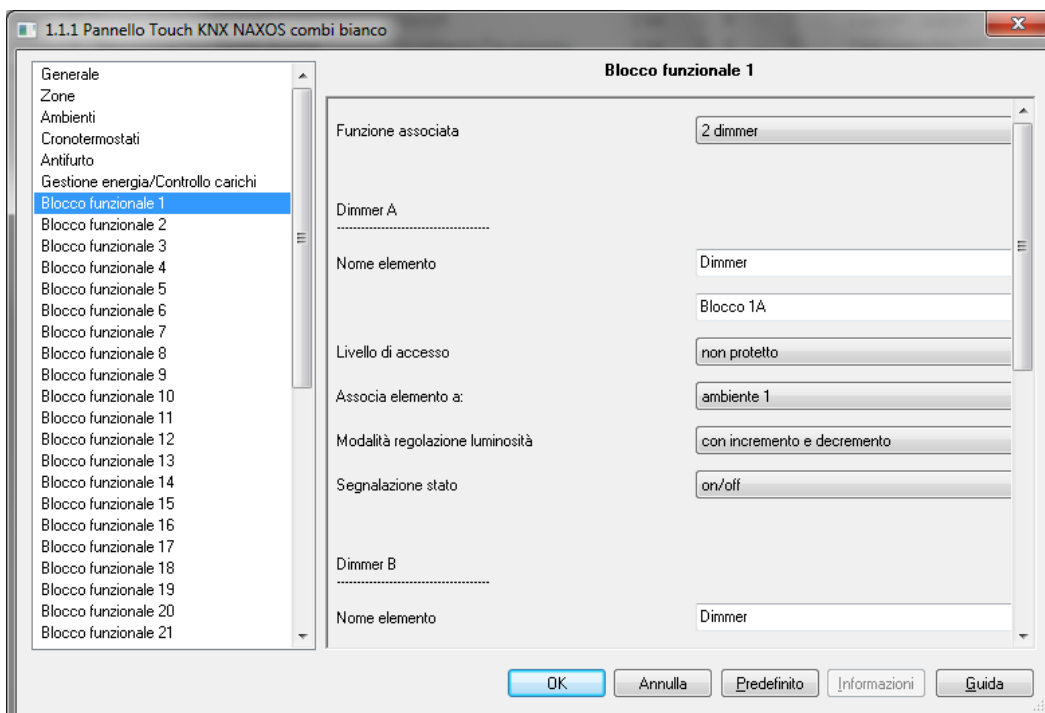 1.1.1 Pannello Touch KNX NAXOS combi bianco
Generale
Zone
Ambienti
Cronotermostati
Antifurto
Gestione energia/Controllo carichi
Blocco funzionale 1
Blocco funzionale 2
Blocco funzionale 3
Blocco funzionale 4
Blocco funzionale 5
Blocco funzionale 6
Blocco funzionale 7
Blocco funzionale 8
Blocco funzionale 9
Blocco funzionale 10
Blocco funzionale 11
Blocco funzionale 12
Blocco funzionale 13
Blocco funzionale 14
Blocco funzionale 15
Blocco funzionale 16
Blocco funzionale 17
Blocco funzionale 18
Blocco funzionale 19
Blocco funzionale 20
Blocco funzionale 21
Blocco funzionale 1
Funzione associata 2 dimmer
Dimmer A
--------------------------------------
Nome elemento Dimmer
Blocco 1A
Livello di accesso non protetto
Associa elemento a: ambiente 1
Modalità regolazione luminosità con incremento e decremento
Segnalazione stato on/off
Dimmer B
--------------------------------------
Nome elemento Dimmer
OK Annulla Predefinito Informazioni Guida